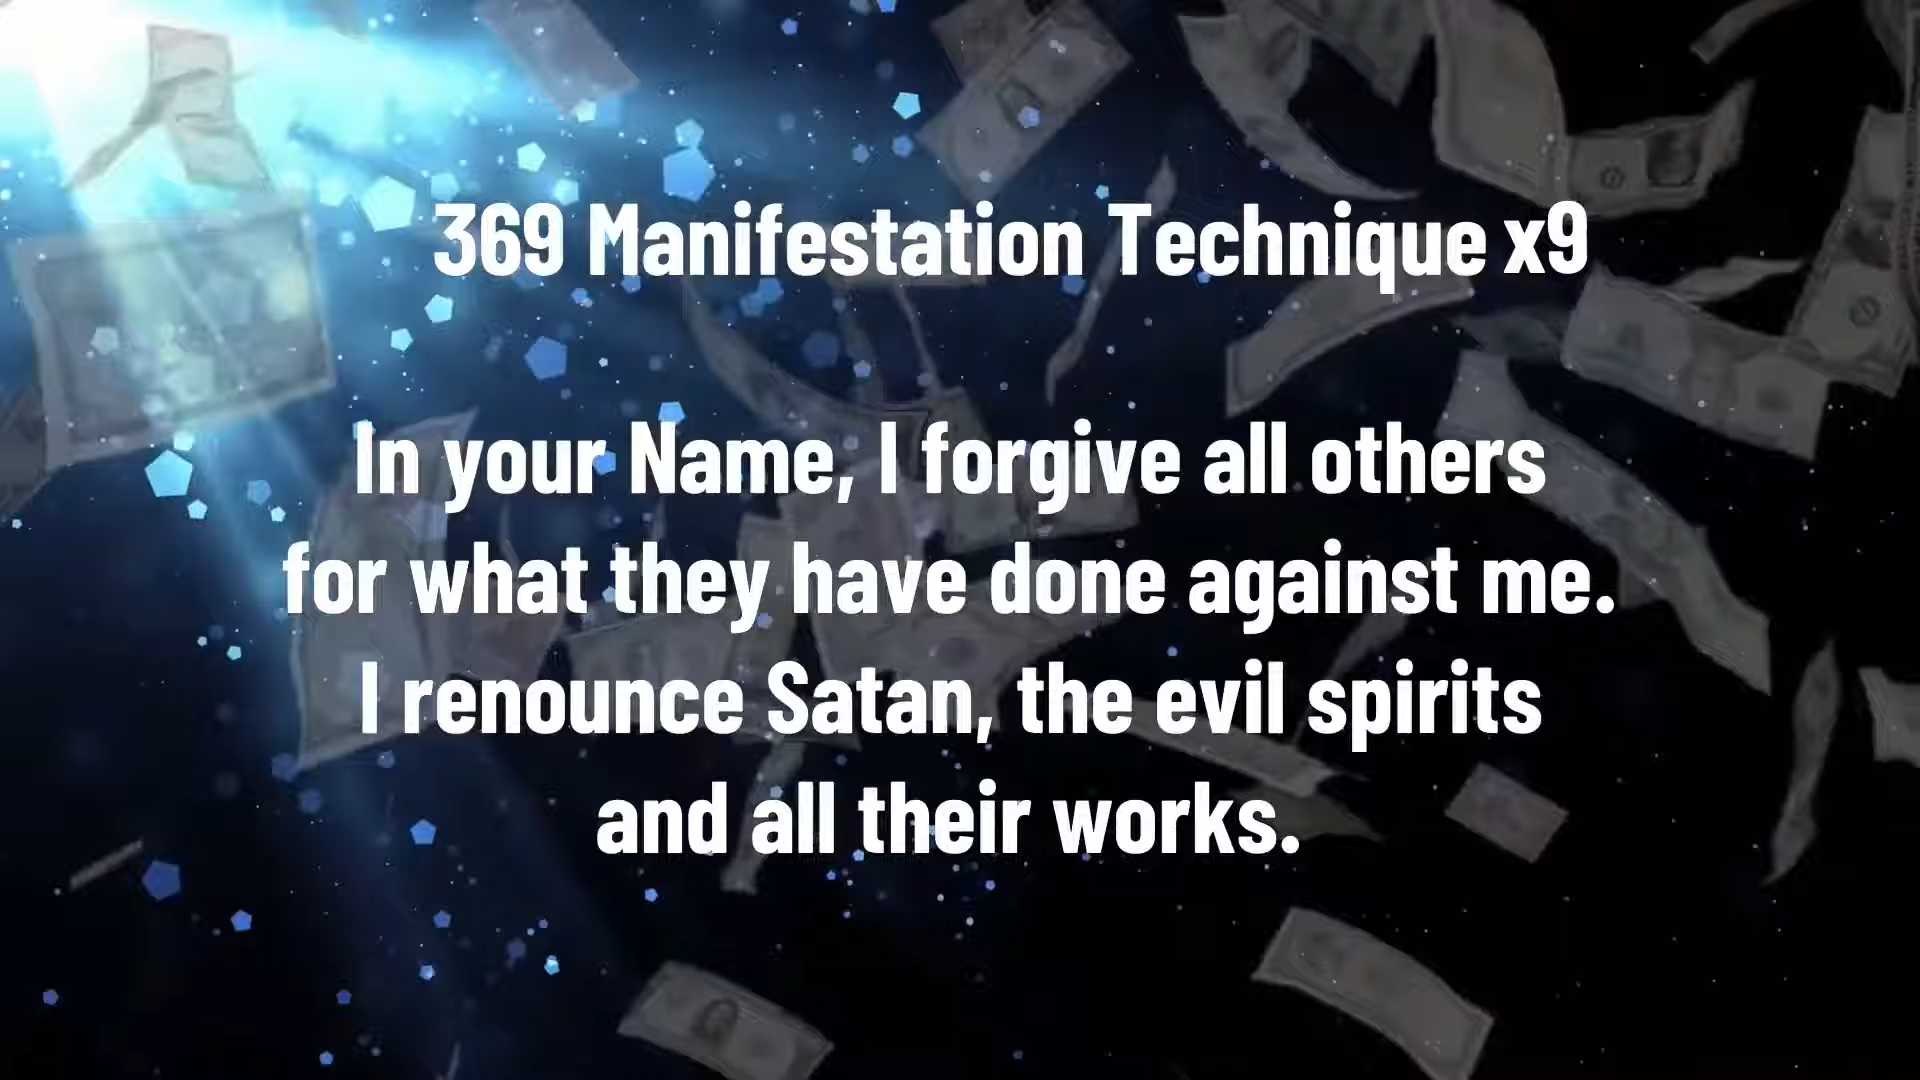 369 Manifestation Technique x9
In your Name, I forgive all others
for what they have done against me.
I renounce Satan, the evil spirits
and all their works.